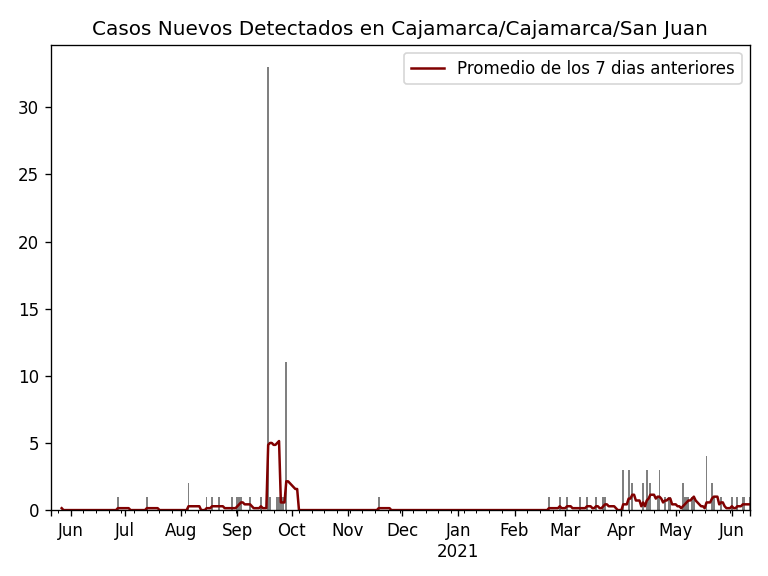 Casos Nuevos Detectados en Cajamarca/Cajamarca/San Juan
Promedio de los 7 dias anteriores
30
25
20
15
10
5
0
Jun Jul Aug Sep Oct Nov Dec Jan Feb Mar Apr May Jun
2021